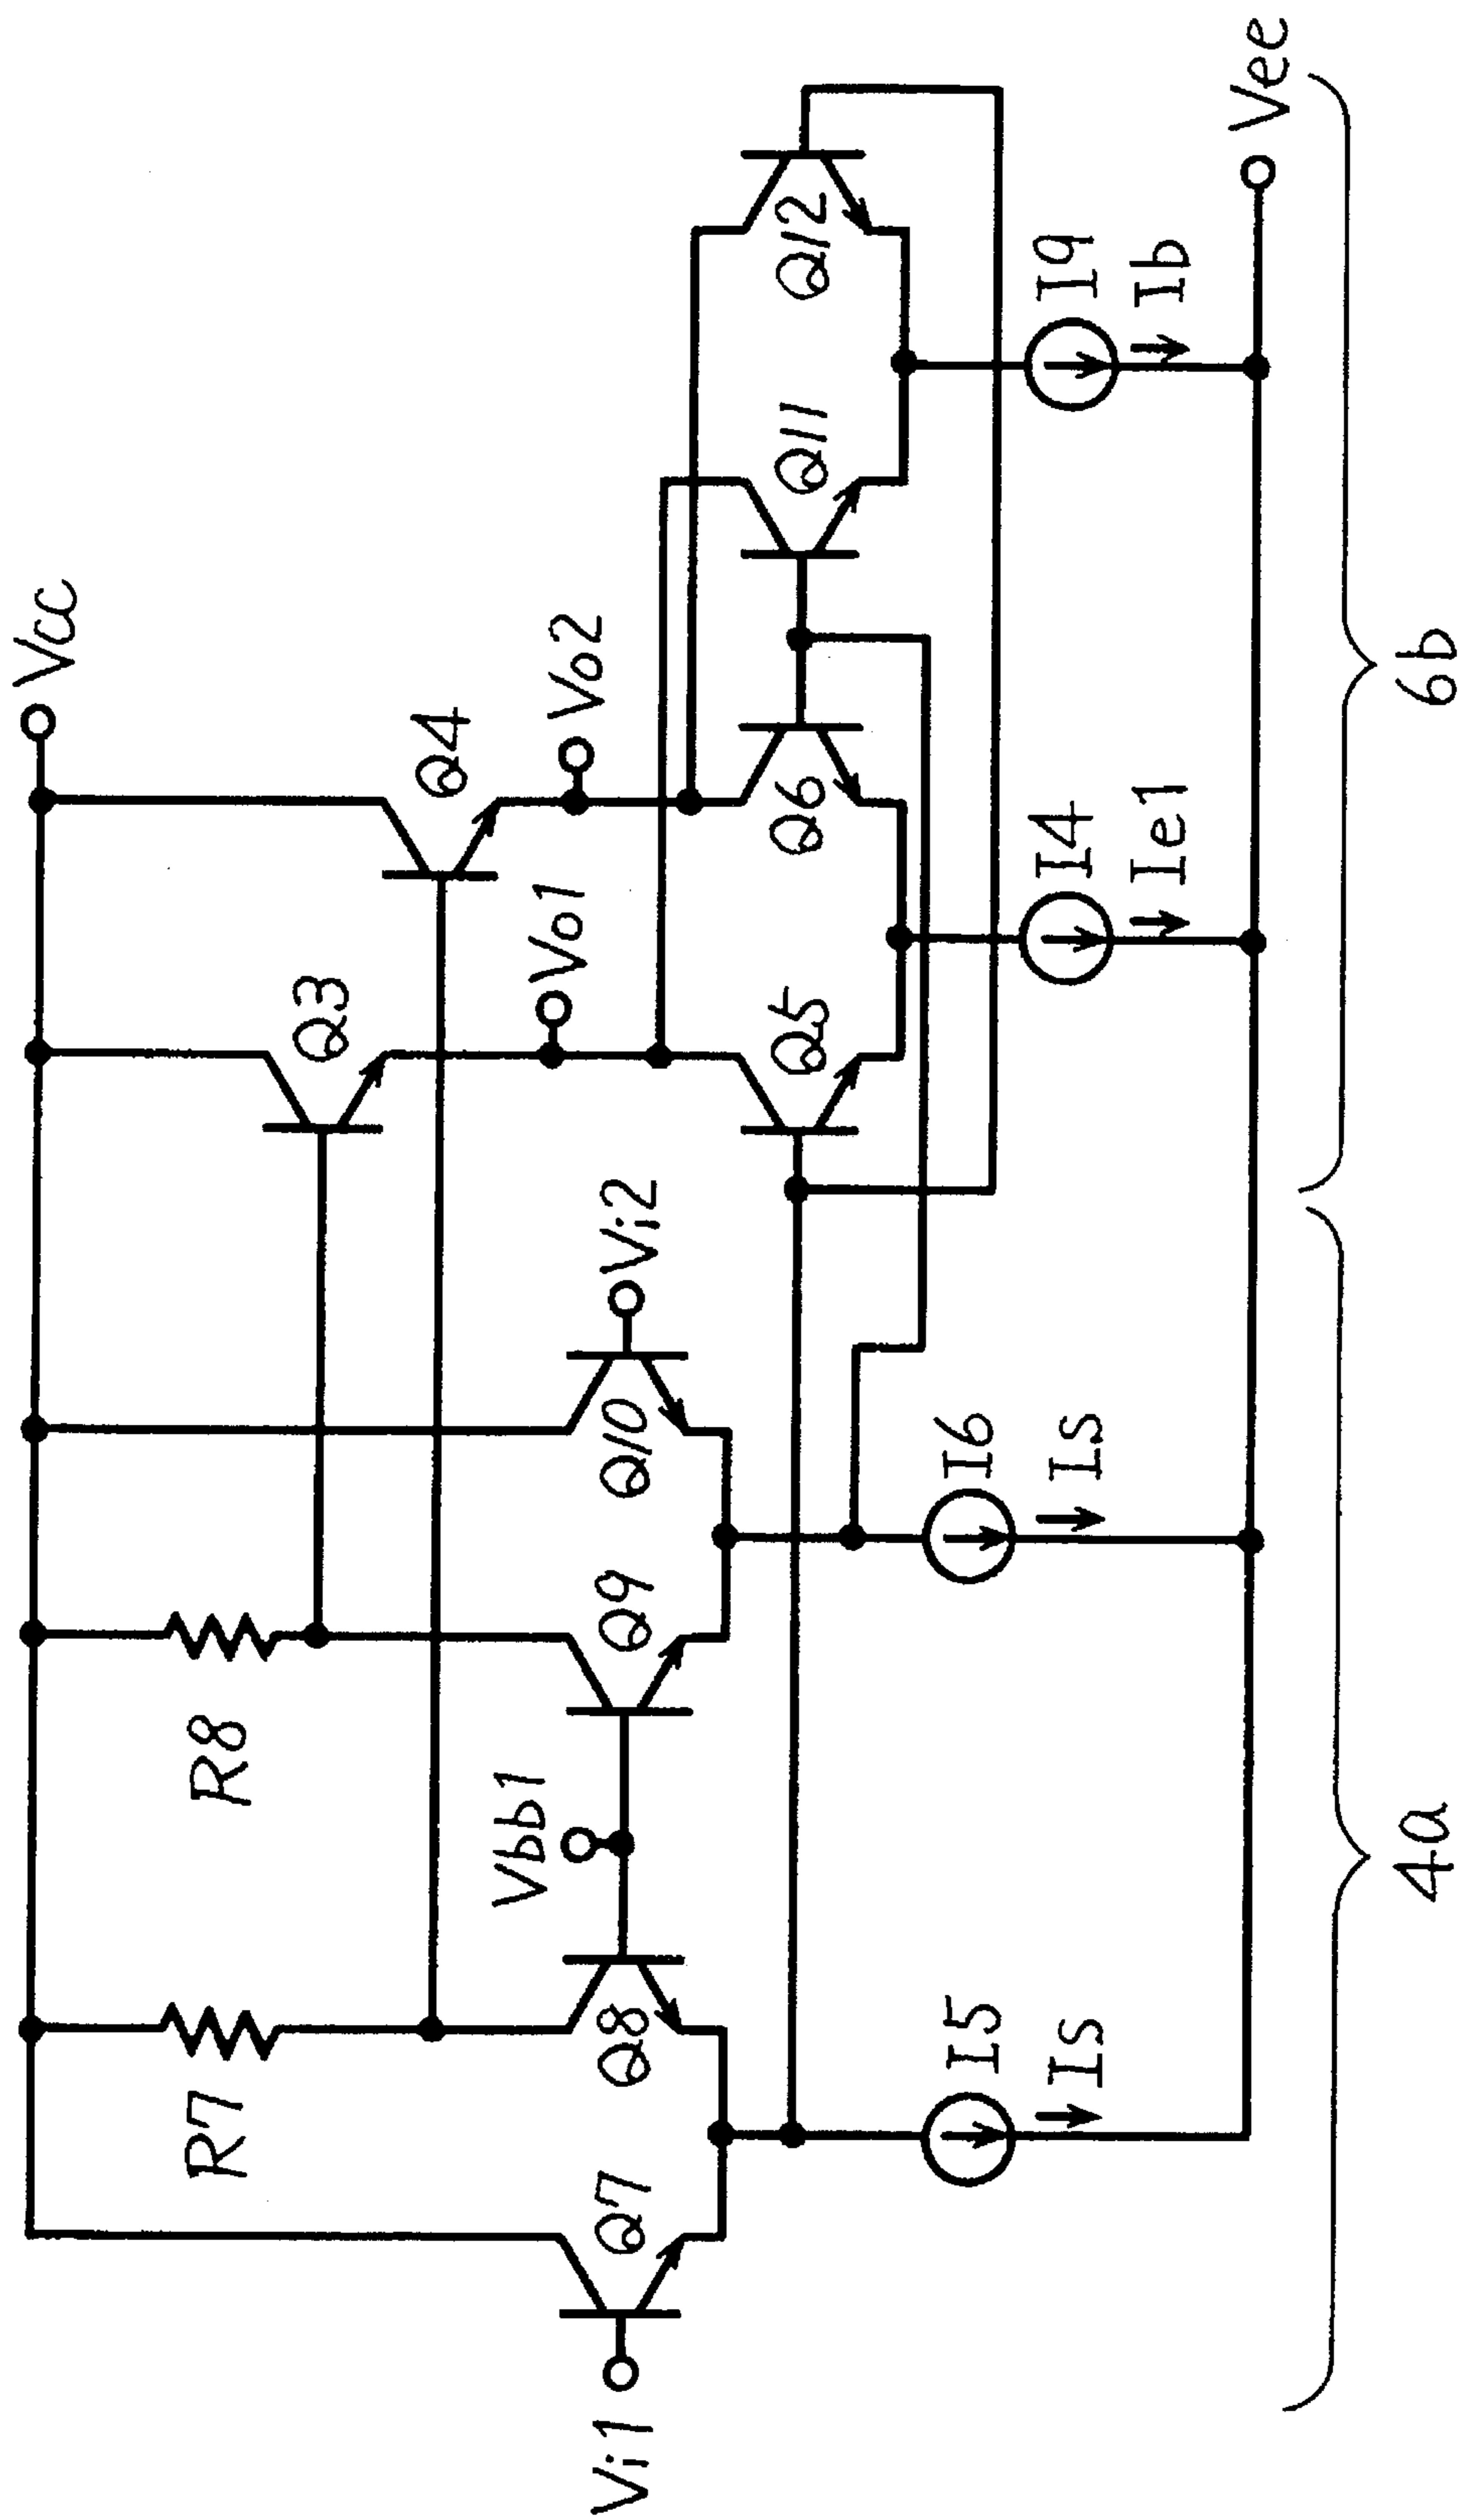 Vcc
R7
R8
Q3
Q4
Vbb1
Vo1
Vo2
Vi1
Q7
Q8
Q9
Q10
Vi2
Q5
Q6
Q11
Q12
I5
Is
I6
Is
I4
Ie1
I9
Ib
Vee
4a
6b